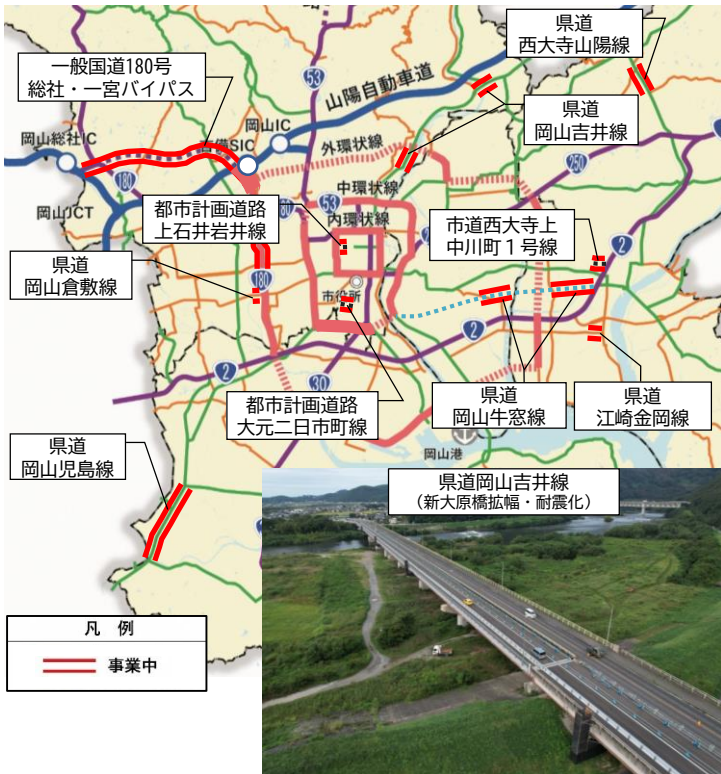 県道
西大寺山陽線
一般国道180号
総社・一宮バイパス
53
山陽自動車道
県道
岡山吉井線
岡山IC
岡山総社IC
SIC
外環状線
250
180
53
中環状線
岡山JCT
都市計画道路
上石井岩井線
内環状線
市道西大寺上
中川町１号線
2
県道
岡山倉敷線
180
市役所
2
2
30
都市計画道路
大元二日市町線
県道
岡山牛窓線
県道
江崎金岡線
県道
岡山児島線
岡山港
県道岡山吉井線
（新大原橋拡幅・耐震化）
凡 例
事業中